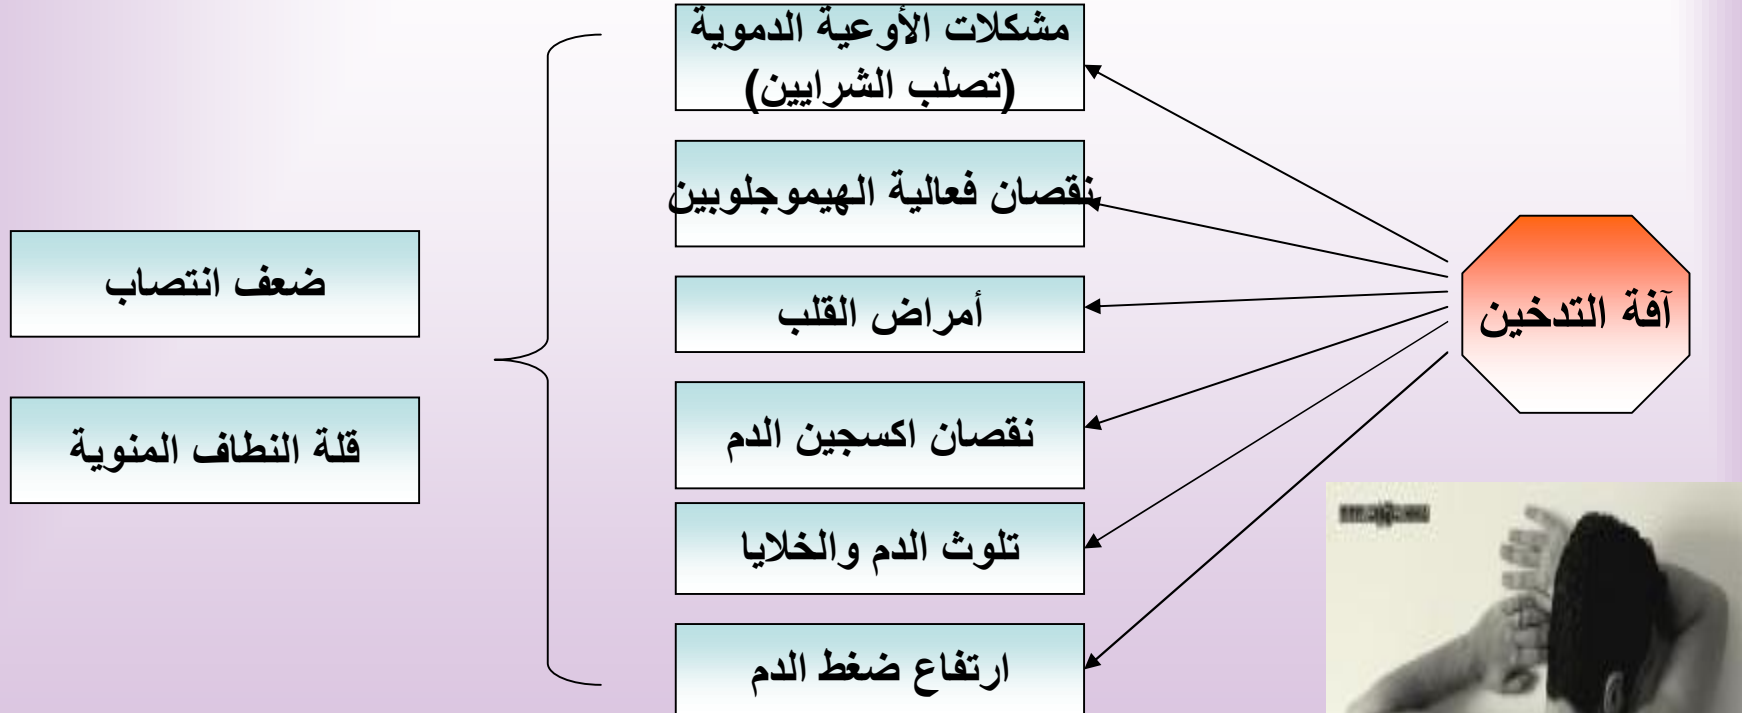 آفة التدخين
مشكلات الأوعية الدموية
(تصلب الشرايين)
نقصان فعالية الهيموجلوبين
أمراض القلب
نقصان اكسجين الدم
تلوث الدم والخلايا
ارتفاع ضغط الدم
ضعف انتصاب
قلة النطاف المنوية